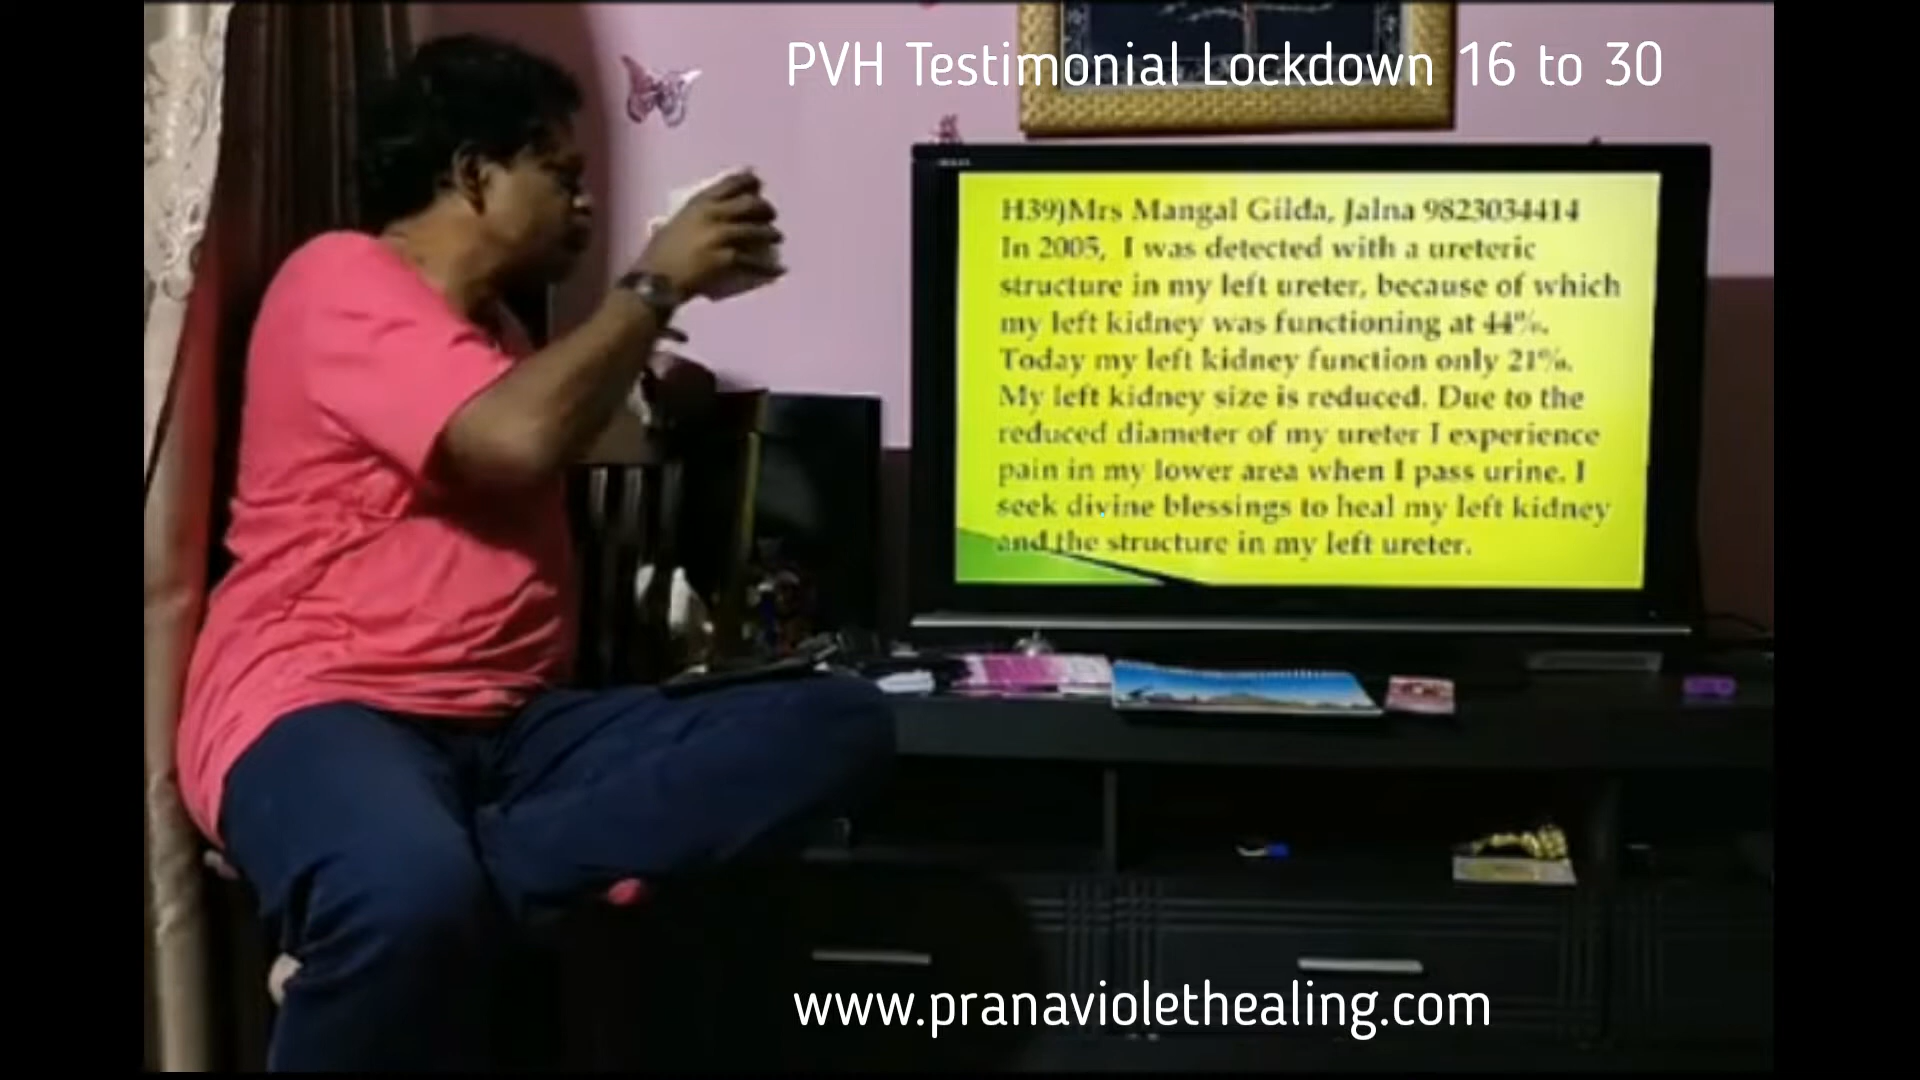 PVH Testimonial Lockdown 16 to 30
H39)Mrs Mangal Gilda, Jalna 9823034414
In 2005, I was detected with a ureteric
structure in my left ureter, because of which
my left kidney was functioning at 44%.
Today my left kidney function only 21%.
My left kidney size is reduced. Due to the
reduced diameter of my ureter I experience
pain in my lower area when I pass urine. I
seek divine blessings to heal my left kidney
and the structure in my left ureter.
www.pranaviolethealing.com